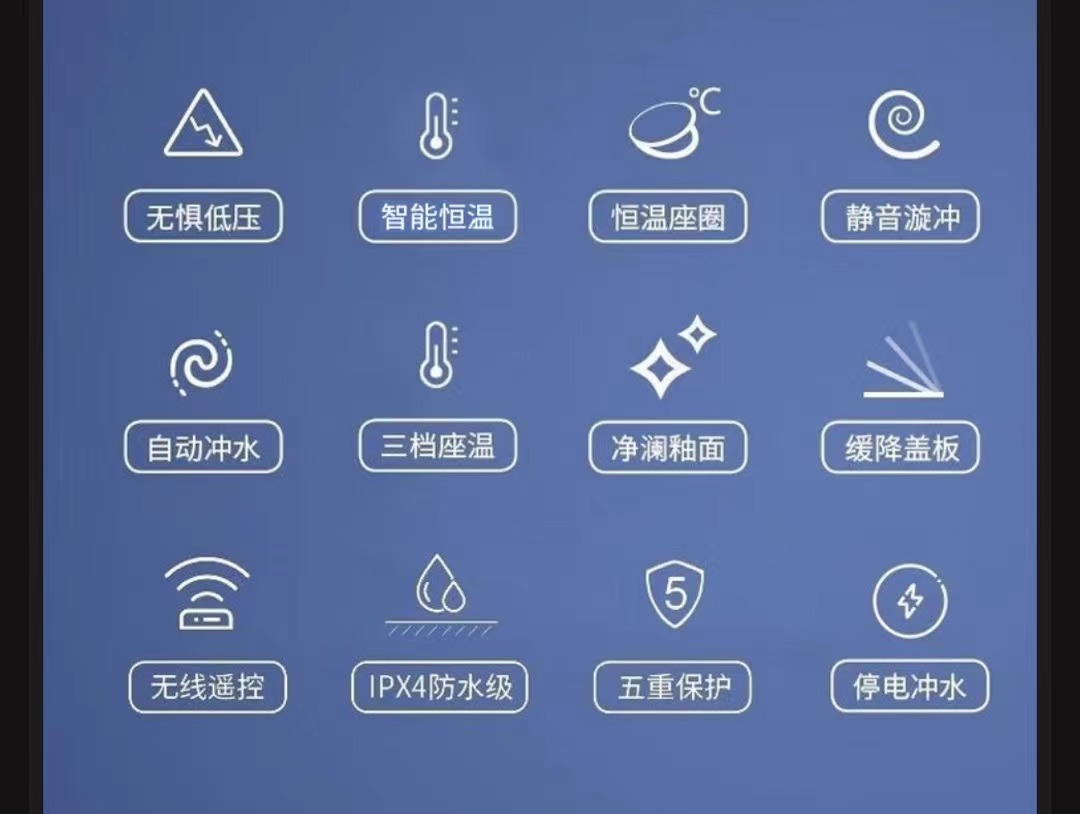 ℃
无惧低压
智能恒温
恒温座圈
静音漩冲
自动冲水
三档座温
净澜釉面
缓降盖板
5
无线遥控
IPX4防水级
五重保护
停电冲水